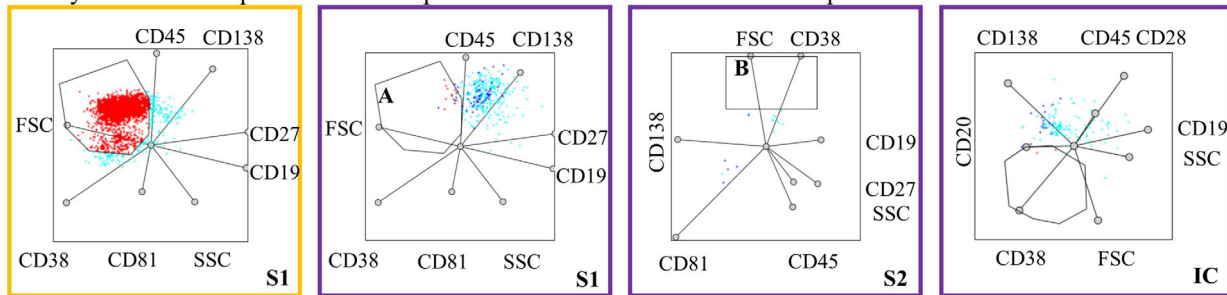 CD45 CD138
FSC
CD27
CD19
CD38 CD81 SSC
S1
CD45 CD138
A
FSC
CD27
CD19
CD38 CD81 SSC
S1
FSC CD38
B
CD138
CD19
CD27
SSC
CD81 CD45
S2
CD138 CD45 CD28
CD20
CD19
SSC
CD38 FSC
IC